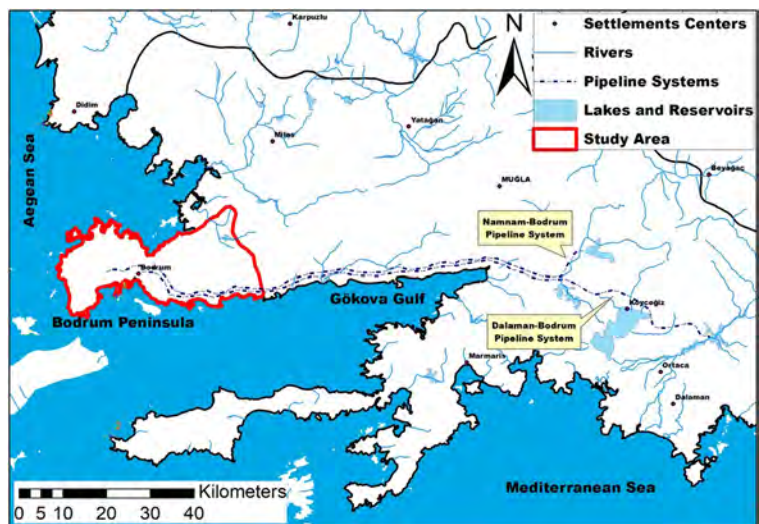 Karpuzlu
N
Settlements Centers
Rivers
Pipeline Systems
Lakes and Reservoirs
Study Area
Didim
Milas
Yatağan
MUĞLA
Beyağaç
Aegean Sea
Namnam-Bodrum
Pipeline System
Bodrum
Gökova Gulf
Köyceğiz
Bodrum Peninsula
Dalaman-Bodrum
Pipeline System
Marmaris
Ortaca
Dalaman
Kilometers
0 5 10 20 30 40
Mediterranean Sea